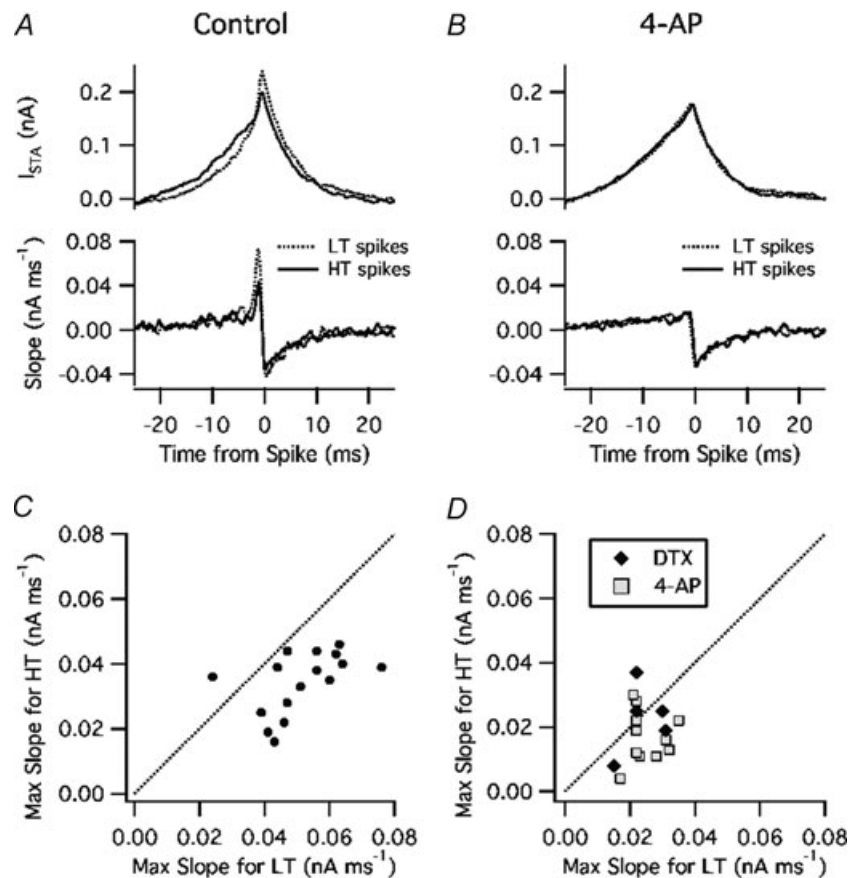 A Control
B 4-AP
I_STA (nA)
0.2
0.1
0.0
0.2
0.1
0.0
Slope (nA ms⁻¹)
0.08
0.04
0.00
-0.04
LT spikes
HT spikes
0.08
0.04
0.00
-0.04
LT spikes
HT spikes
-20 -10 0 10 20
Time from Spike (ms)
-20 -10 0 10 20
Time from Spike (ms)
C
Max Slope for HT (nA ms⁻¹)
0.08
0.06
0.04
0.02
0.00
0.00 0.02 0.04 0.06 0.08
Max Slope for LT (nA ms⁻¹)
D
Max Slope for HT (nA ms⁻¹)
0.08
0.06
0.04
0.02
0.00
DTX
4-AP
0.00 0.02 0.04 0.06 0.08
Max Slope for LT (nA ms⁻¹)